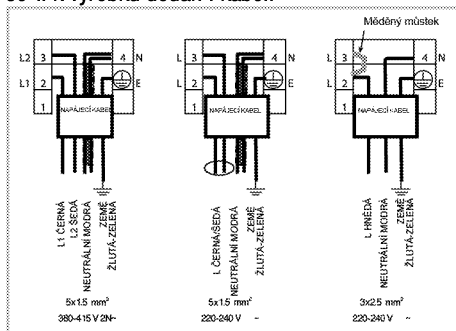 Měděný můstek
L2 3 4 N
L1 2 E
1
NAPÁJECÍ KABEL
L1 ČERNÁ
L2 ŠEDÁ
NEUTRÁLNÍ MODRÁ
ZEMĚ
ŽLUTÁ-ZELENÁ
5x1.5 mm²
380-415 V 2N~
L 3 4 N
L 2 E
1
NAPÁJECÍ KABEL
L ČERNÁ/ŠEDÁ
NEUTRÁLNÍ MODRÁ
ZEMĚ
ŽLUTÁ-ZELENÁ
5x1.5 mm²
220-240 V ~
L 3 4 N
L 2 E
1
NAPÁJECÍ KABEL
L HNĚDÁ
NEUTRÁLNÍ MODRÁ
ZEMĚ
ŽLUTÁ-ZELENÁ
3x2.5 mm²
220-240 V ~